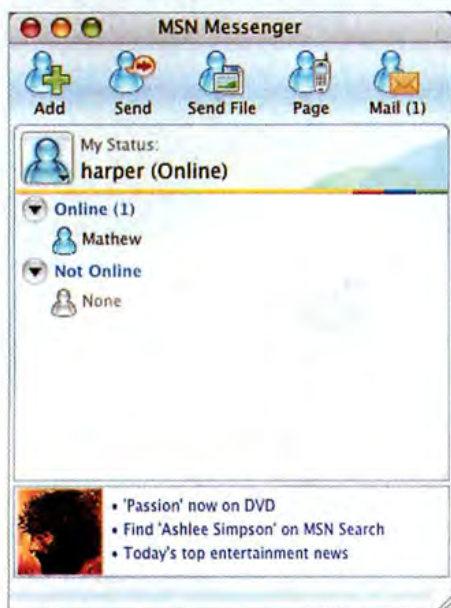 MSN Messenger
Add Send Send File Page Mail (1)
My Status:
harper (Online)
Online (1)
Mathew
Not Online
None
• 'Passion' now on DVD
• Find 'Ashlee Simpson' on MSN Search
• Today's top entertainment news